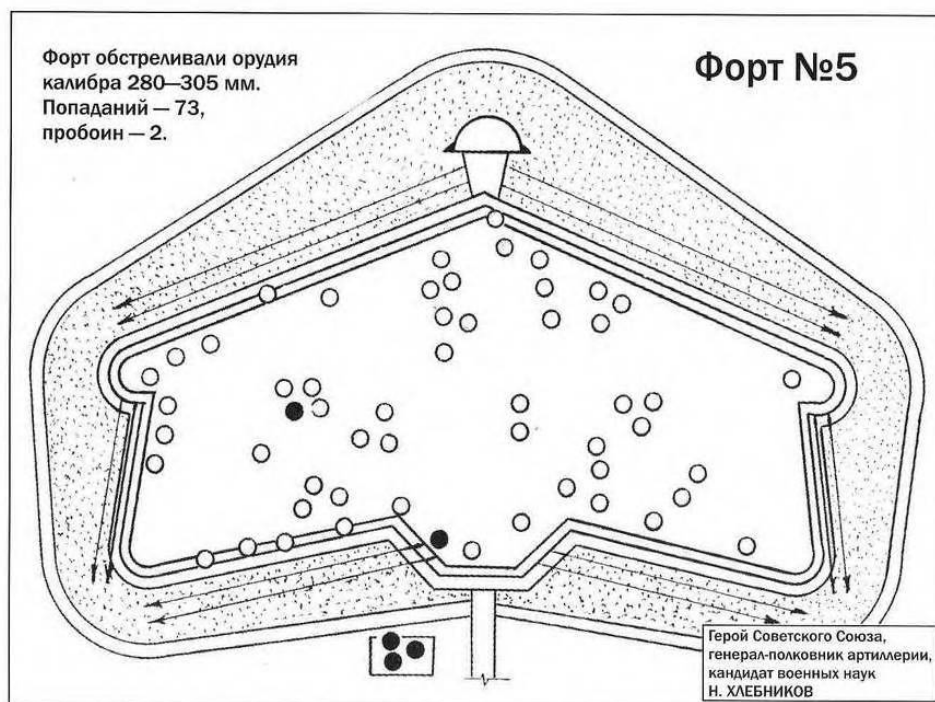 Форт обстреливали орудия
калибра 280—305 мм.
Попаданий — 73,
пробоин — 2.
Форт №5
Герой Советского Союза,
генерал-полковник артиллерии,
кандидат военных наук
Н. ХЛЕБНИКОВ